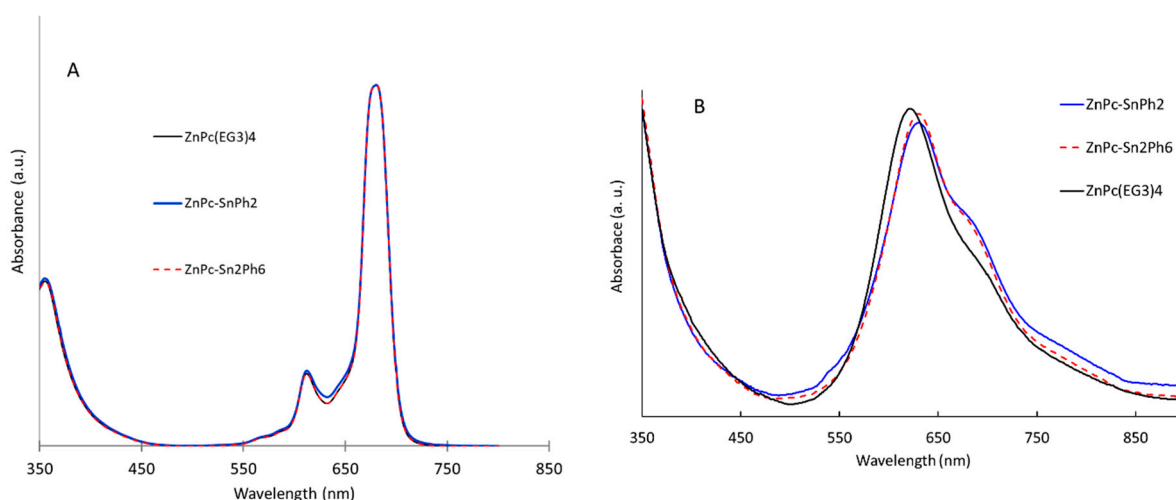 A
ZnPc(EG3)4
ZnPc-SnPh2
ZnPc-Sn2Ph6
Absorbance (a.u.)
350 450 550 650 750 850
Wavelength (nm)
B
ZnPc-SnPh2
ZnPc-Sn2Ph6
ZnPc(EG3)4
Absorbace (a. u.)
350 450 550 650 750 850
Wavelength (nm)